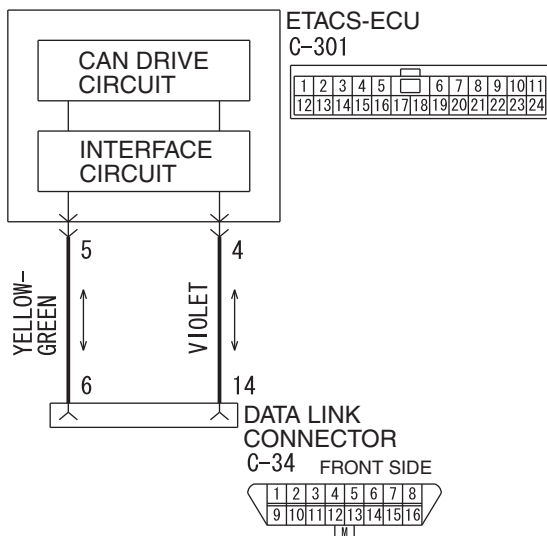 ETACS-ECU
C-301
CAN DRIVE
CIRCUIT
1 2 3 4 5 6 7 8 9 10 11
12 13 14 15 16 17 18 19 20 21 22 23 24
INTERFACE
CIRCUIT
5 4
YELLOW-
GREEN
VIOLET
6 14
DATA LINK
CONNECTOR
C-34 FRONT SIDE
1 2 3 4 5 6 7 8
9 10 11 12 13 14 15 16
M